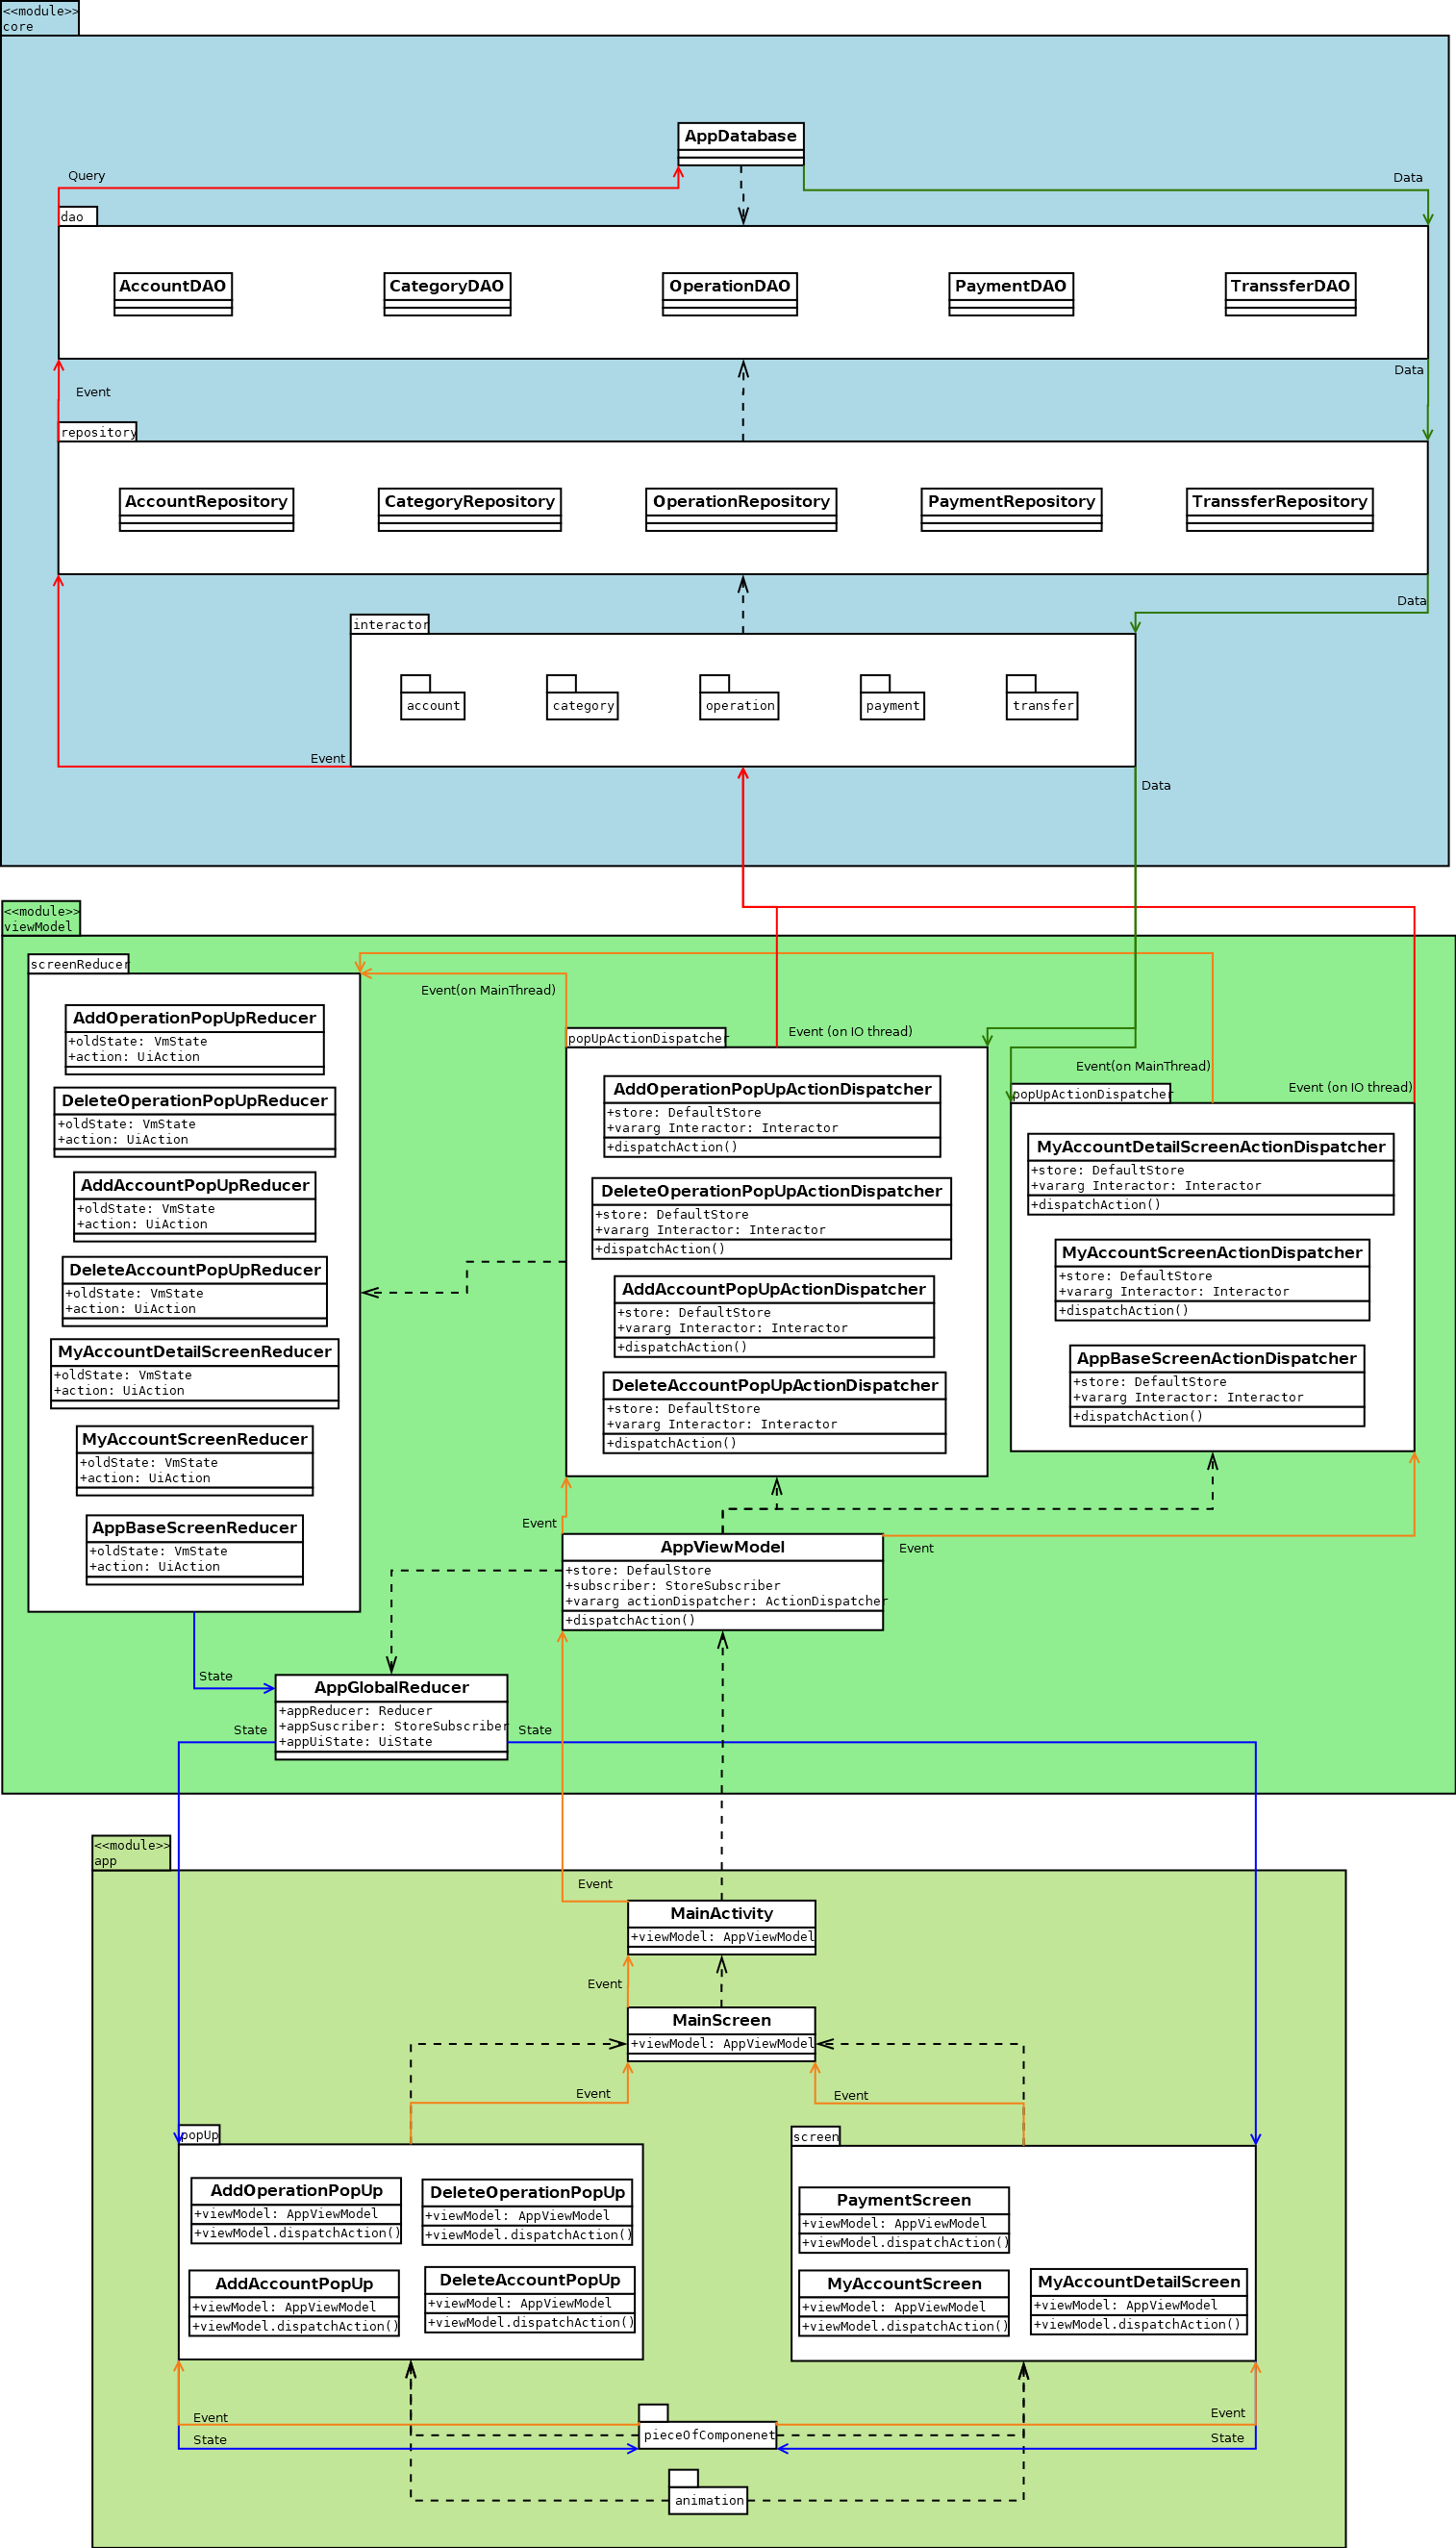 <<module>>
core
AppDatabase
Query
Data
dao
AccountDAO
CategoryDAO
OperationDAO
PaymentDAO
TranssferDAO
Data
Event
repository
AccountRepository
CategoryRepository
OperationRepository
PaymentRepository
TranssferRepository
Data
interactor
account
category
operation
payment
transfer
Event
Data
<<module>>
viewModel
screenReducer
Event(on MainThread)
AddOperationPopUpReducer
+oldState: VmState
+action: UiAction
DeleteOperationPopUpReducer
+oldState: VmState
+action: UiAction
AddAccountPopUpReducer
+oldState: VmState
+action: UiAction
DeleteAccountPopUpReducer
+oldState: VmState
+action: UiAction
MyAccountDetailScreenReducer
+oldState: VmState
+action: UiAction
MyAccountScreenReducer
+oldState: VmState
+action: UiAction
AppBaseScreenReducer
+oldState: VmState
+action: UiAction
popUpActionDispatcher
Event (on IO thread)
AddOperationPopUpActionDispatcher
+store: DefaultStore
+vararg Interactor: Interactor
+dispatchAction()
DeleteOperationPopUpActionDispatcher
+store: DefaultStore
+vararg Interactor: Interactor
+dispatchAction()
AddAccountPopUpActionDispatcher
+store: DefaultStore
+vararg Interactor: Interactor
+dispatchAction()
DeleteAccountPopUpActionDispatcher
+store: DefaultStore
+vararg Interactor: Interactor
+dispatchAction()
Event(on MainThread)
Event (on IO thread)
popUpActionDispatcher
MyAccountDetailScreenActionDispatcher
+store: DefaultStore
+vararg Interactor: Interactor
+dispatchAction()
MyAccountScreenActionDispatcher
+store: DefaultStore
+vararg Interactor: Interactor
+dispatchAction()
AppBaseScreenActionDispatcher
+store: DefaultStore
+vararg Interactor: Interactor
+dispatchAction()
Event
Event
AppViewModel
+store: DefaulStore
+subscriber: StoreSubscriber
+vararg actionDispatcher: ActionDispatcher
+dispatchAction()
State
AppGlobalReducer
+appReducer: Reducer
+appSuscriber: StoreSubscriber
+appUiState: UiState
State
State
<<module>>
app
Event
MainActivity
+viewModel: AppViewModel
Event
MainScreen
+viewModel: AppViewModel
Event
Event
popUp
AddOperationPopUp
+viewModel: AppViewModel
+viewModel.dispatchAction()
DeleteOperationPopUp
+viewModel: AppViewModel
+viewModel.dispatchAction()
AddAccountPopUp
+viewModel: AppViewModel
+viewModel.dispatchAction()
DeleteAccountPopUp
+viewModel: AppViewModel
+viewModel.dispatchAction()
screen
PaymentScreen
+viewModel: AppViewModel
+viewModel.dispatchAction()
MyAccountScreen
+viewModel: AppViewModel
+viewModel.dispatchAction()
MyAccountDetailScreen
+viewModel: AppViewModel
+viewModel.dispatchAction()
Event
Event
pieceOfComponenet
State
State
animation